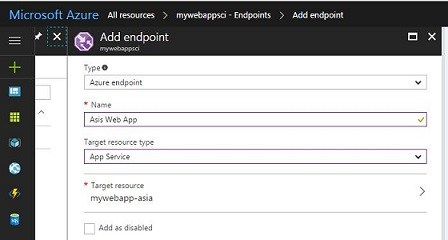 Microsoft Azure All resources > mywebappsci - Endpoints > Add endpoint
Add endpoint
mywebappsci
Type
Azure endpoint
* Name
Asis Web App
Target resource type
App Service
* Target resource
mywebapp-asia
Add as disabled